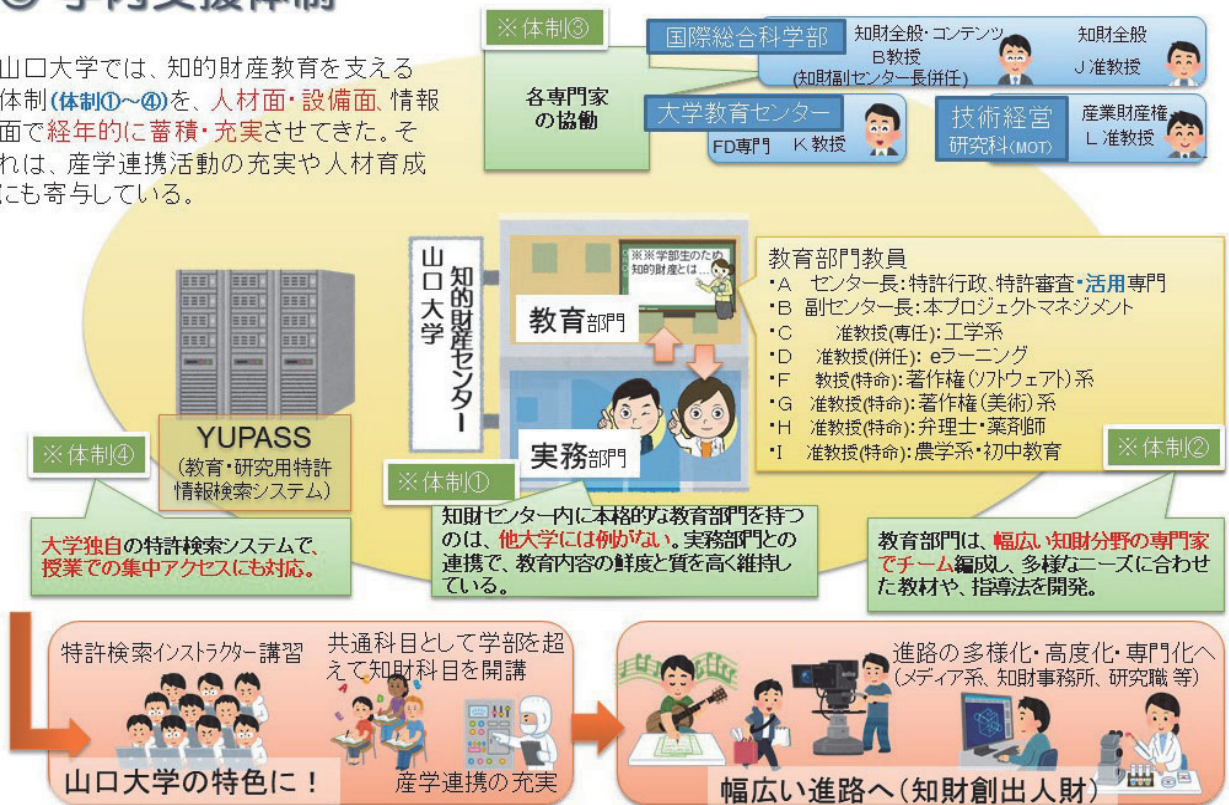 学内支援体制
山口大学では、知的財産教育を支える
体制(体制①～④)を、人材面・設備面、情報
面で経年的に蓄積・充実させてきた。そ
れは、産学連携活動の充実や人材育成
にも寄与している。
※体制③
各専門家
の協働
国際総合科学部
知財全般・コンテンツ
B教授
(知財副センター長併任)
知財全般
J准教授
大学教育センター
FD専門 K教授
技術経営
研究科(MOT)
産業財産権
L准教授
山口大学
知的財産センター
※※学部生のため
知的財産とは…
教育部門
実務部門
教育部門教員
・A センター長:特許行政、特許審査・活用専門
・B 副センター長:本プロジェクトマネジメント
・C 准教授(専任):工学系
・D 准教授(併任): eラーニング
・F 教授(特命):著作権(ソフトウェアト)系
・G 准教授(特命):著作権(美術)系
・H 准教授(特命):弁理士・薬剤師
・I 准教授(特命):農学系・初中教育
YUPASS
(教育・研究用特許
情報検索システム)
※体制④
大学独自の特許検索システムで、
授業での集中アクセスにも対応。
※体制①
知財センター内に本格的な教育部門を持つ
のは、他大学には例がない。実務部門との
連携で、教育内容の鮮度と質を高く維持し
ている。
※体制②
教育部門は、幅広い知財分野の専門家
でチーム編成し、多様なニーズに合わせ
た教材や、指導法を開発。
特許検索インストラクター講習
共通科目として学部を超
えて知財科目を開講
山口大学の特色に！
産学連携の充実
進路の多様化・高度化・専門化へ
(メディア系、知財事務所、研究職 等)
幅広い進路へ(知財創出人財)